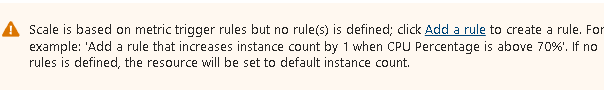 Scale is based on metric trigger rules but no rule(s) is defined; click Add a rule to create a rule. For
example: 'Add a rule that increases instance count by 1 when CPU Percentage is above 70%'. If no
rules is defined, the resource will be set to default instance count.